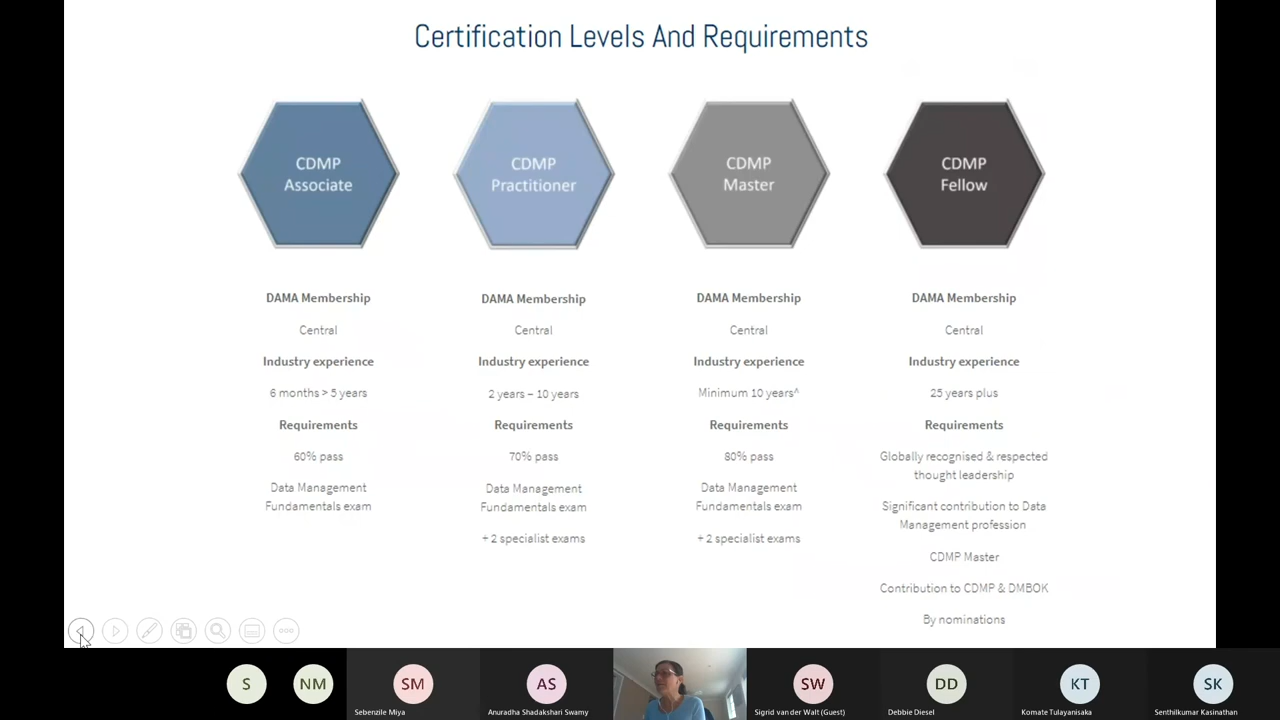 Certification Levels And Requirements
CDMP
Associate
CDMP
Practitioner
CDMP
Master
CDMP
Fellow
DAMA Membership
Central
Industry experience
6 months > 5 years
Requirements
60% pass
Data Management
Fundamentals exam
DAMA Membership
Central
Industry experience
2 years – 10 years
Requirements
70% pass
Data Management
Fundamentals exam
+ 2 specialist exams
DAMA Membership
Central
Industry experience
Minimum 10 years^
Requirements
80% pass
Data Management
Fundamentals exam
+ 2 specialist exams
DAMA Membership
Central
Industry experience
25 years plus
Requirements
Globally recognised & respected
thought leadership
Significant contribution to Data
Management profession
CDMP Master
Contribution to CDMP & DMBOK
By nominations
S
NM
SM
Sebenzile Miya
AS
Anuradha Shadakshari Swamy
SW
Sigrid van der Walt (Guest)
DD
Debbie Diesel
KT
Komate Tulayanisaka
SK
Senthilkumar Kasinathan